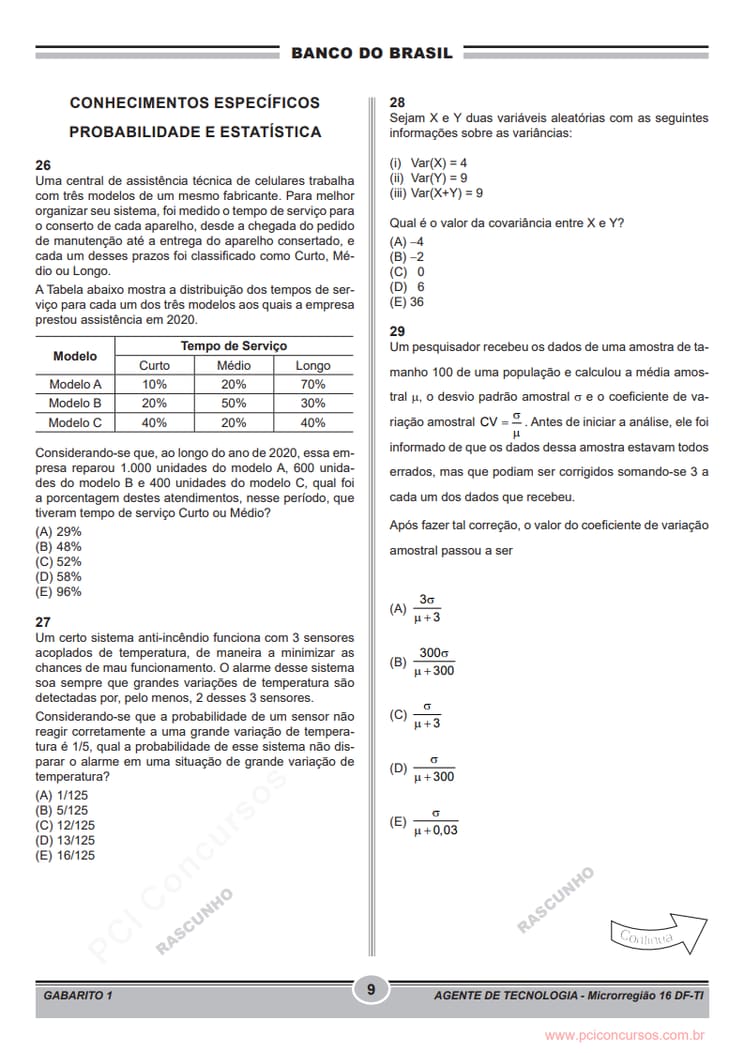 BANCO DO BRASIL
CONHECIMENTOS ESPECÍFICOS
PROBABILIDADE E ESTATÍSTICA
26
Uma central de assistência técnica de celulares trabalha
com três modelos de um mesmo fabricante. Para melhor
organizar seu sistema, foi medido o tempo de serviço para
o conserto de cada aparelho, desde a chegada do pedido
de manutenção até a entrega do aparelho consertado, e
cada um desses prazos foi classificado como Curto, Mé-
dio ou Longo.
A Tabela abaixo mostra a distribuição dos tempos de ser-
viço para cada um dos três modelos aos quais a empresa
prestou assistência em 2020.
Modelo Tempo de Serviço
Curto Médio Longo
Modelo A 10% 20% 70%
Modelo B 20% 50% 30%
Modelo C 40% 20% 40%
Considerando-se que, ao longo do ano de 2020, essa em-
presa reparou 1.000 unidades do modelo A, 600 unida-
des do modelo B e 400 unidades do modelo C, qual foi
a porcentagem destes atendimentos, nesse período, que
tiveram tempo de serviço Curto ou Médio?
(A) 29%
(B) 48%
(C) 52%
(D) 58%
(E) 96%
27
Um certo sistema anti-incêndio funciona com 3 sensores
acoplados de temperatura, de maneira a minimizar as
chances de mau funcionamento. O alarme desse sistema
soa sempre que grandes variações de temperatura são
detectadas por, pelo menos, 2 desses 3 sensores.
Considerando-se que a probabilidade de um sensor não
reagir corretamente a uma grande variação de tempera-
tura é 1/5, qual a probabilidade de esse sistema não dis-
parar o alarme em uma situação de grande variação de
temperatura?
(A) 1/125
(B) 5/125
(C) 12/125
(D) 13/125
(E) 16/125
PCI Concursos
RASCUNHO
28
Sejam X e Y duas variáveis aleatórias com as seguintes
informações sobre as variâncias:
(i) Var(X) = 4
(ii) Var(Y) = 9
(iii) Var(X+Y) = 9
Qual é o valor da covariância entre X e Y?
(A) –4
(B) –2
(C) 0
(D) 6
(E) 36
29
Um pesquisador recebeu os dados de uma amostra de ta-
manho 100 de uma população e calculou a média amos-
tral μ, o desvio padrão amostral σ e o coeficiente de va-
riação amostral CV = σ/μ. Antes de iniciar a análise, ele foi
informado de que os dados dessa amostra estavam todos
errados, mas que podiam ser corrigidos somando-se 3 a
cada um dos dados que recebeu.
Após fazer tal correção, o valor do coeficiente de variação
amostral passou a ser
(A) 3σ/μ + 3
(B) 300σ/μ + 300
(C) σ/μ + 3
(D) σ/μ + 300
(E) σ/μ + 0,03
RASCUNHO
Continua
GABARITO 1
9
AGENTE DE TECNOLOGIA - Microrregião 16 DF-TI
www.pciconcursos.com.br